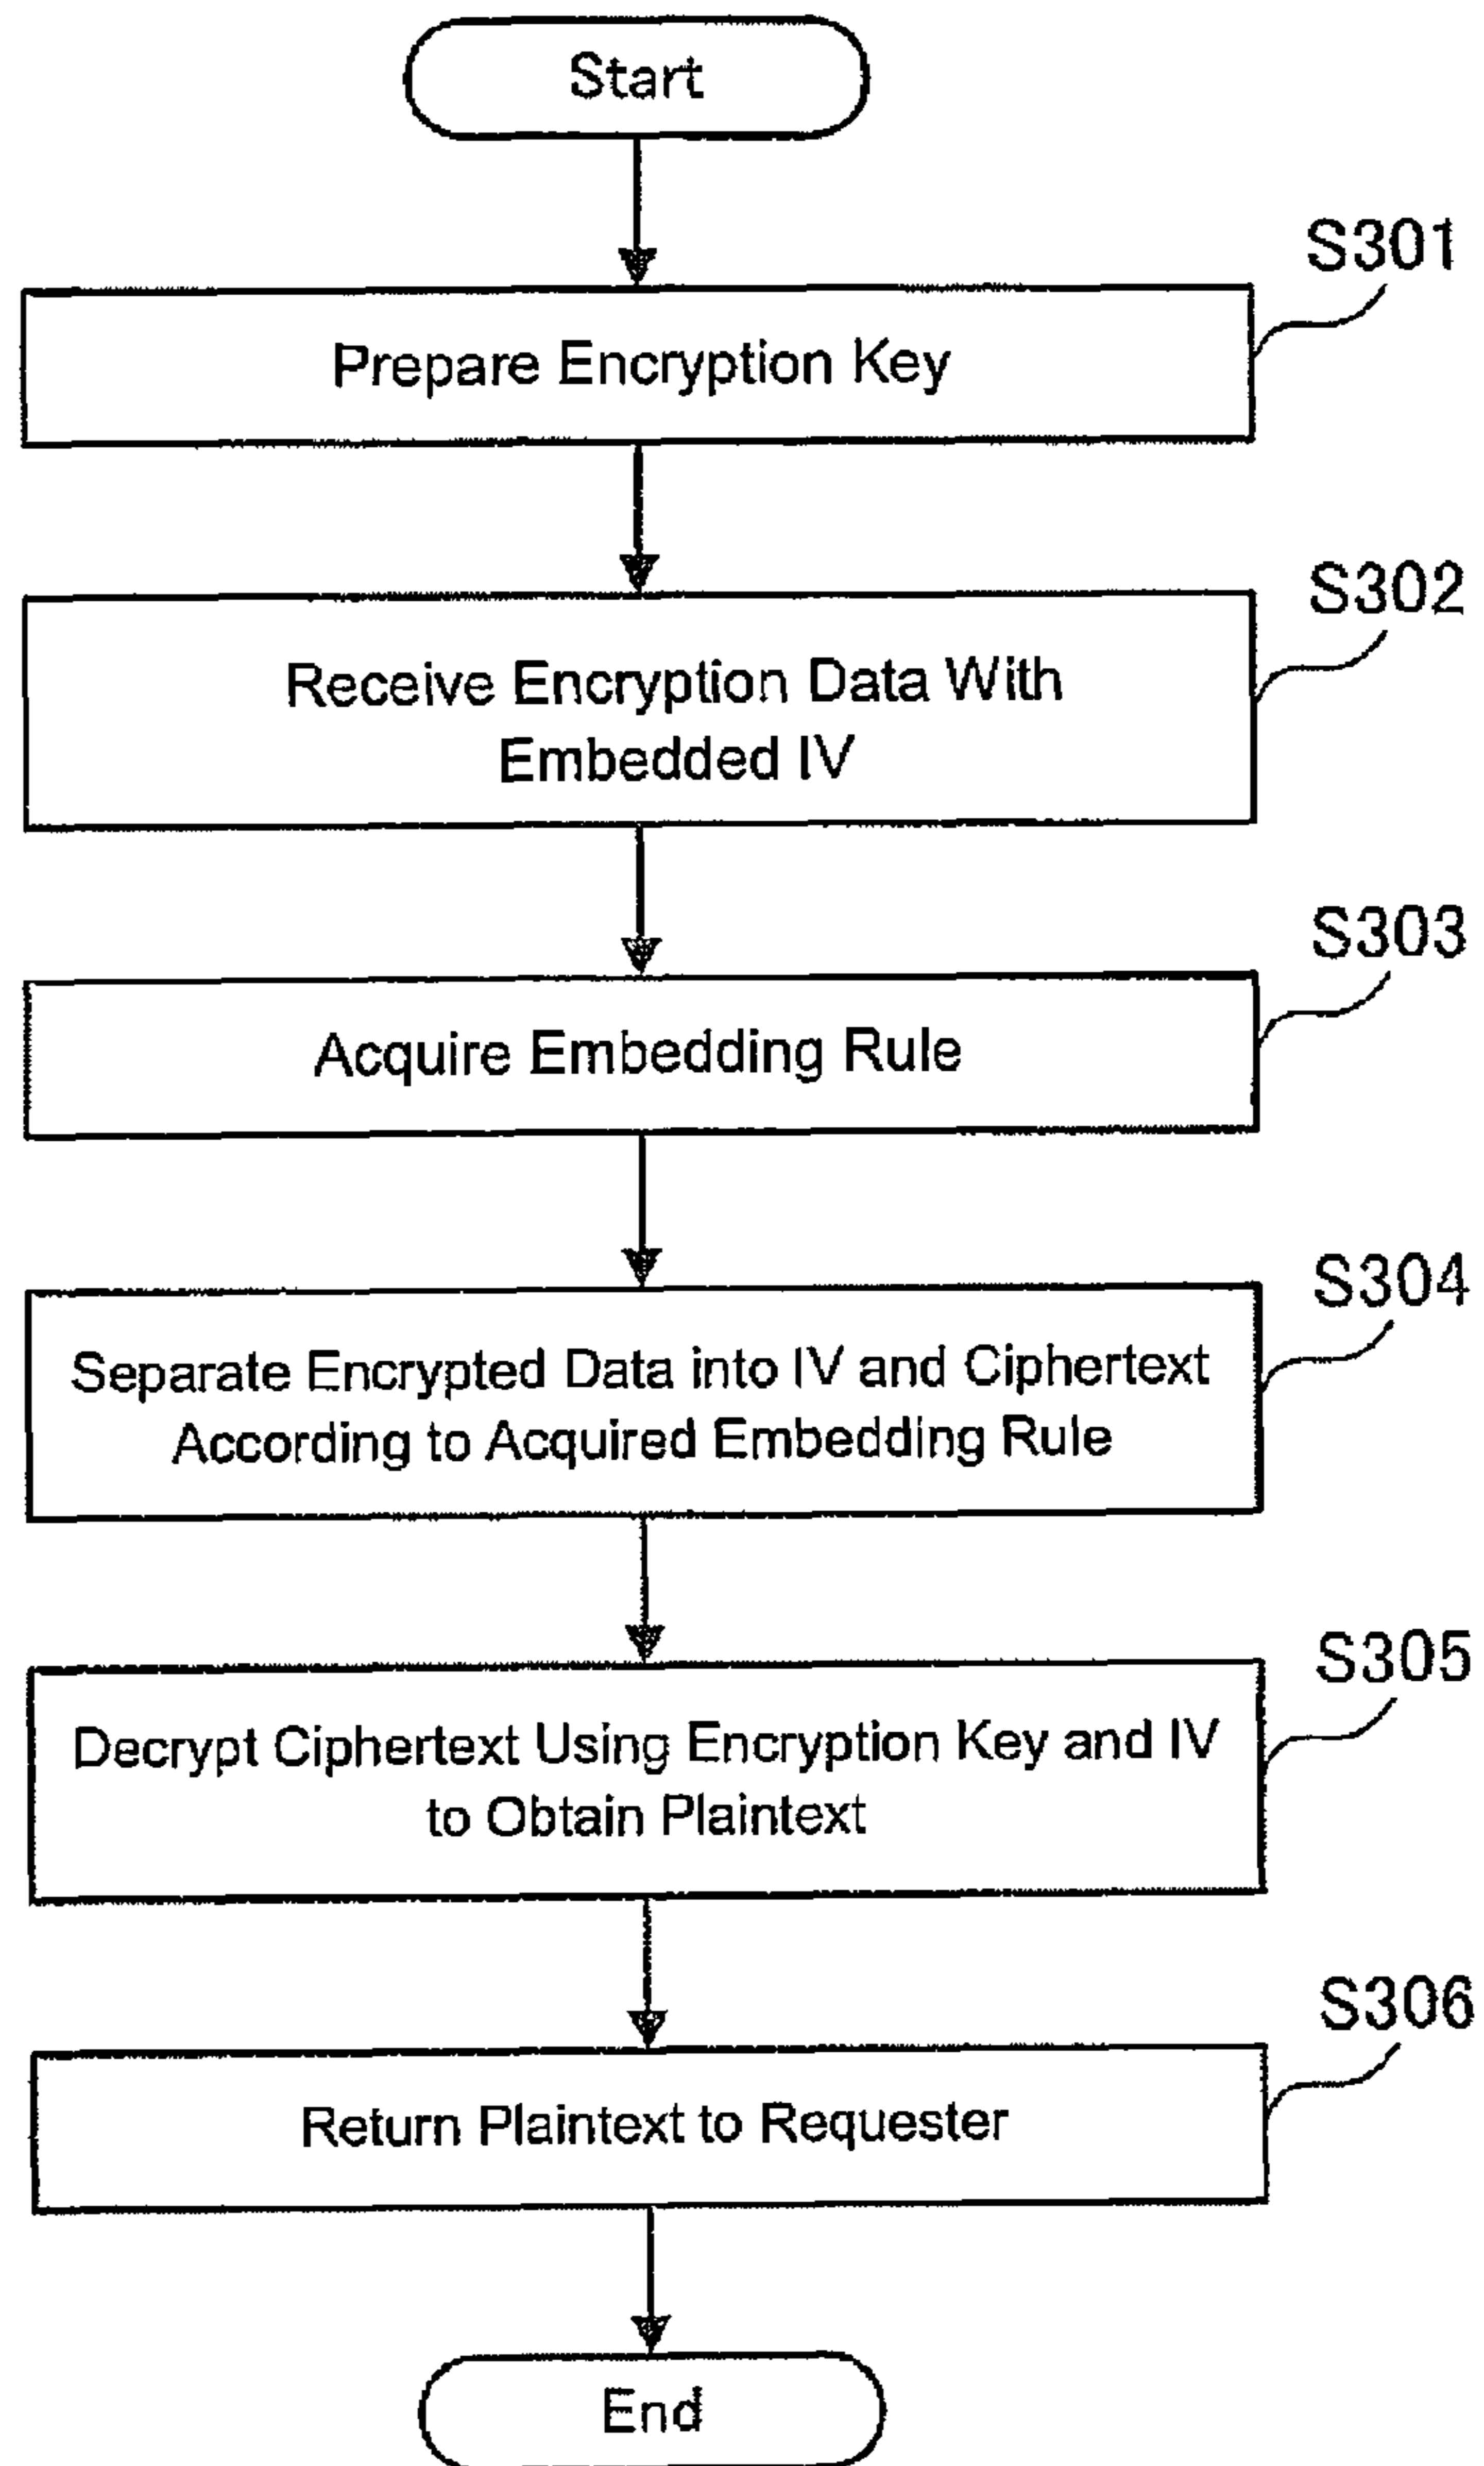 Start
S301
Prepare Encryption Key
S302
Receive Encryption Data With
Embedded IV
S303
Acquire Embedding Rule
S304
Separate Encrypted Data into IV and Ciphertext
According to Acquired Embedding Rule
S305
Decrypt Ciphertext Using Encryption Key and IV
to Obtain Plaintext
S306
Return Plaintext to Requester
End